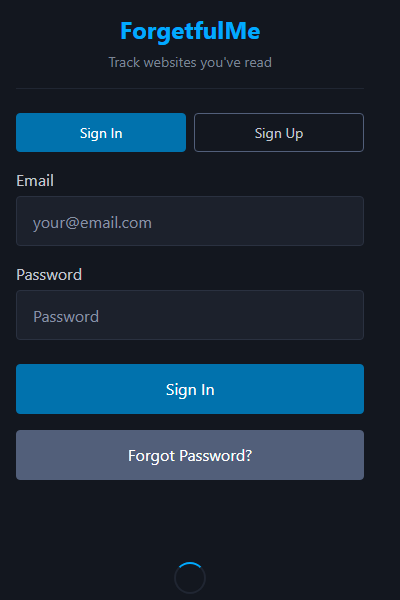 ForgetfulMe
Track websites you've read
Sign In
Sign Up
Email
your@email.com
Password
Password
Sign In
Forgot Password?